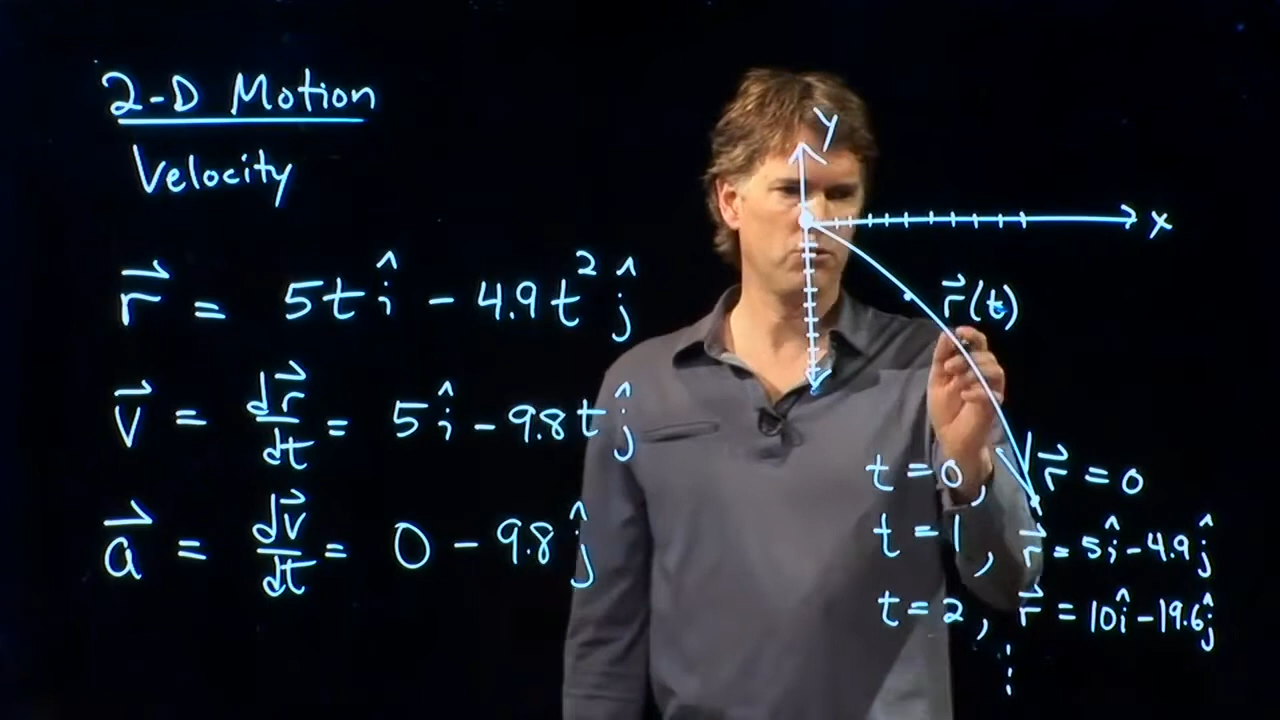 2-D Motion
Velocity
r⃗ = 5t î − 4.9t² ĵ
v⃗ = dr⃗/dt = 5 î − 9.8t ĵ
a⃗ = dv⃗/dt = 0 − 9.8 ĵ
y
x
r⃗(t)
t = 0, r⃗ = 0
t = 1, r⃗ = 5î − 4.9 ĵ
t = 2, r⃗ = 10î − 19.6ĵ
⋮